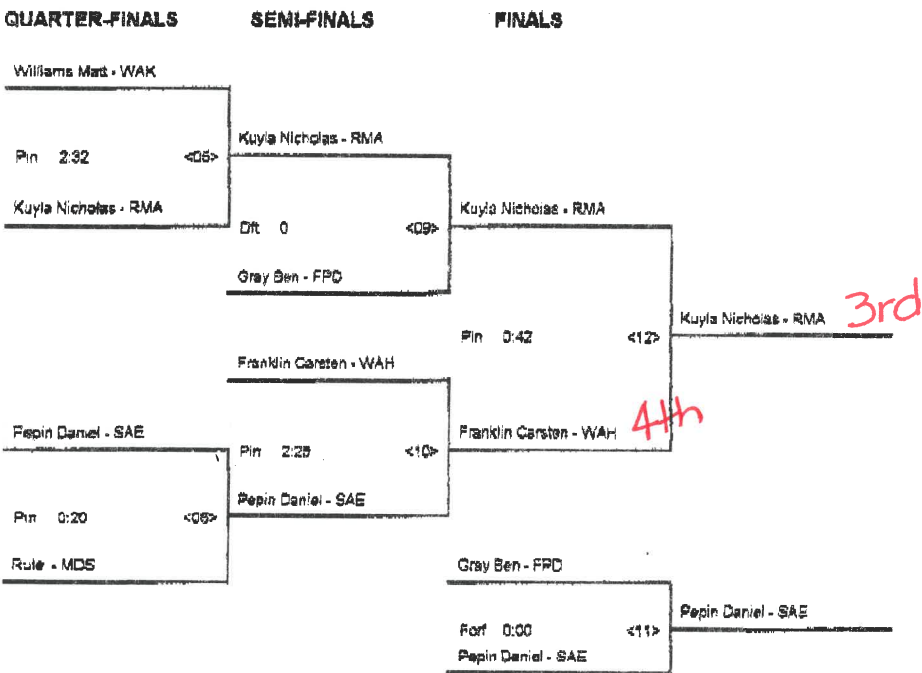 QUARTER-FINALS SEMI-FINALS FINALS
Williams Matt - WAK
Kuyla Nicholas - RMA
Pin 2:32 <05>
Kuyla Nicholas - RMA
Kuyla Nicholas - RMA
Dft 0 <09>
Gray Ben - FPD
Kuyla Nicholas - RMA 3rd
Pin 0:42 <12>
Franklin Carsten - WAH
Pepin Daniel - SAE
Franklin Carsten - WAH 4th
Pin 2:25 <10>
Pepin Daniel - SAE
Pin 0:20 <06>
Rule - MDS
Gray Ben - FPD
Pepin Daniel - SAE
Forf 0:00 <11>
Pepin Daniel - SAE